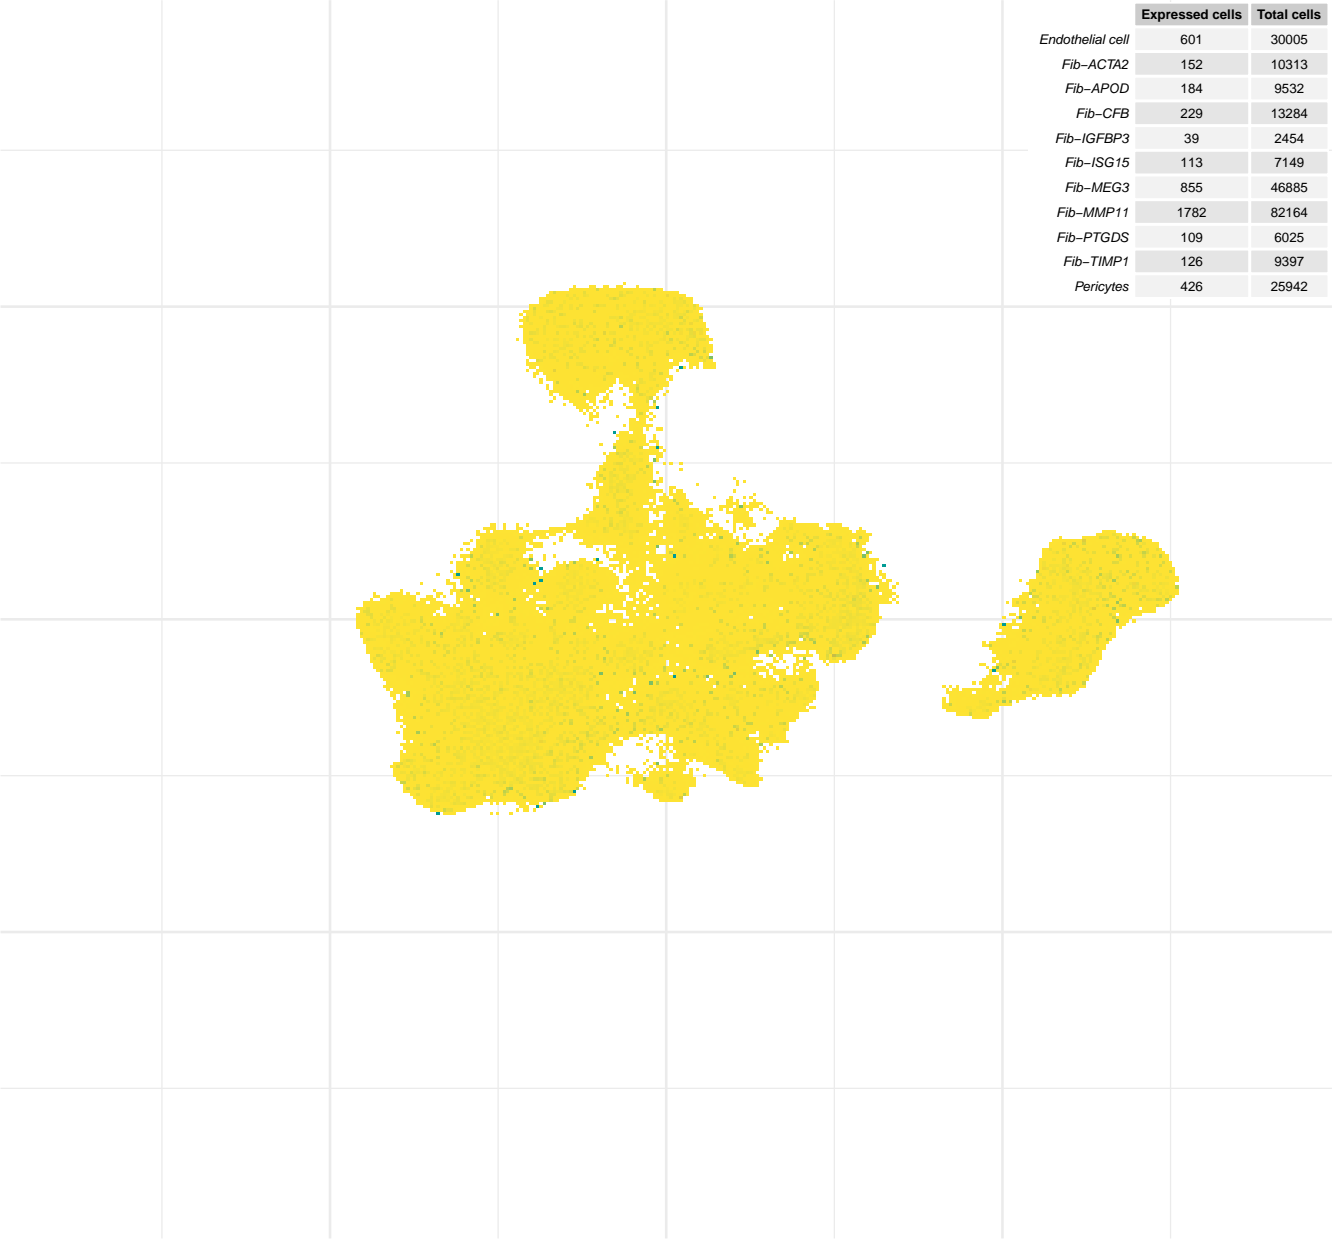 Expressed cells Total cells
Endothelial cell 601 30005
Fib−ACTA2 152 10313
Fib−APOD 184 9532
Fib−CFB 229 13284
Fib−IGFBP3 39 2454
Fib−ISG15 113 7149
Fib−MEG3 855 46885
Fib−MMP11 1782 82164
Fib−PTGDS 109 6025
Fib−TIMP1 126 9397
Pericytes 426 25942